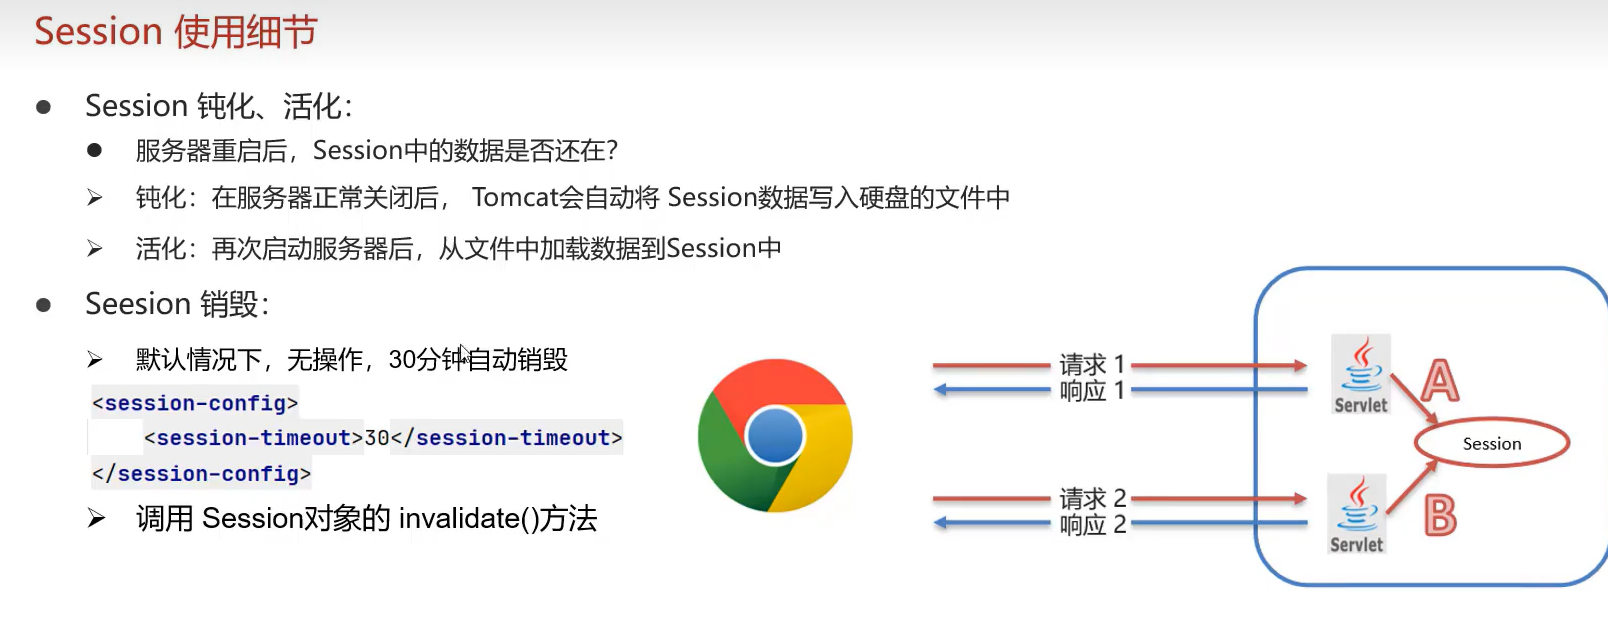 Session 使用细节
Session 钝化、活化：
服务器重启后，Session中的数据是否还在？
钝化：在服务器正常关闭后， Tomcat会自动将 Session数据写入硬盘的文件中
活化：再次启动服务器后，从文件中加载数据到Session中
Seesion 销毁：
默认情况下，无操作，30分钟自动销毁
<session-config>
<session-timeout>30</session-timeout>
</session-config>
调用 Session对象的 invalidate()方法
请求 1
响应 1
Servlet
A
Session
请求 2
响应 2
Servlet
B